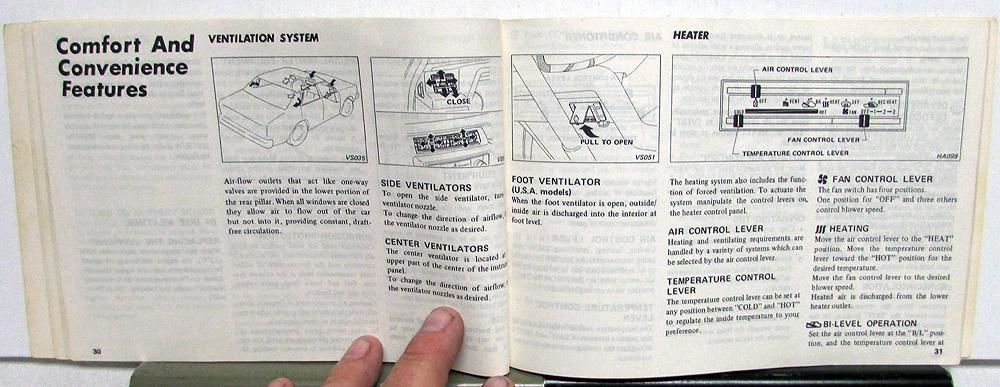 Comfort And
Convenience
Features
VENTILATION SYSTEM
VS035
Air-flow outlets that act like one-way
valves are provided in the lower portion of
the rear pillar. When all windows are closed
they allow air to flow out of the car
but not into it, providing constant, draft-
free circulation.
CLOSE
SIDE VENTILATORS
To open the side ventilator, turn
ventilator nozzle.
To change the direction of airflow,
the ventilator nozzle as desired.
CENTER VENTILATORS
The center ventilator is located
upper part of the center of the
panel.
To change the direction of airflow,
the ventilator nozzles as desired.
30
PULL TO OPEN
VS051
FOOT VENTILATOR
(U.S.A. models)
When the foot ventilator is open, outside/
inside air is discharged into the interior at
foot level.
HEATER
AIR CONTROL LEVER
OFF VENT B/L HEAT DEF REC HEAT
COLD HOT FAN OFF-1-2-3
FAN CONTROL LEVER
TEMPERATURE CONTROL LEVER
HA099
The heating system also includes the func-
tion of forced ventilation. To actuate the
system manipulate the control levers on
the heater control panel.
AIR CONTROL LEVER
Heating and ventilating requirements are
handled by a variety of systems which can
be selected by the air control lever.
TEMPERATURE CONTROL
LEVER
The temperature control lever can be set at
any position between "COLD" and "HOT"
to regulate the inside temperature to your
preference.
FAN CONTROL LEVER
The fan switch has four positions.
One position for "OFF" and three others
control blower speed.
HEATING
Move the air control lever to the "HEAT"
position. Move the temperature control
lever toward the "HOT" position for the
desired temperature.
Move the fan control lever to the desired
blower speed.
Heated air is discharged from the lower
heater outlet.
BI-LEVEL OPERATION
Set the air control lever at the "B/L" posi-
tion, and the temperature control lever at
31